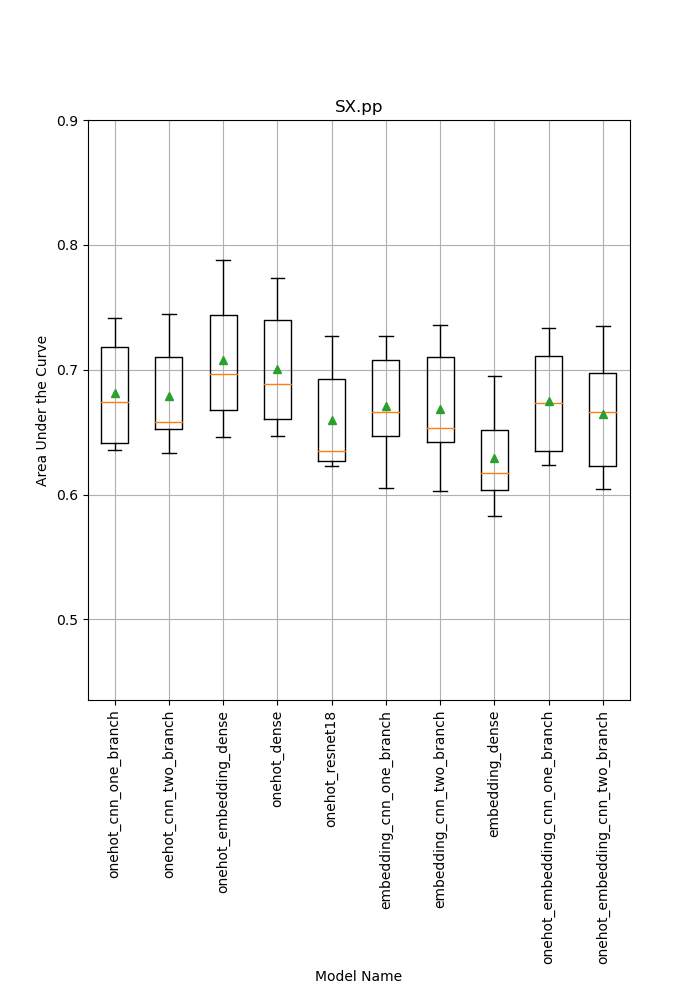 SX.pp
0.9
0.8
0.7
0.6
0.5
Area Under the Curve
onehot_cnn_one_branch
onehot_cnn_two_branch
onehot_embedding_dense
onehot_dense
onehot_resnet18
embedding_cnn_one_branch
embedding_cnn_two_branch
embedding_dense
onehot_embedding_cnn_one_branch
onehot_embedding_cnn_two_branch
Model Name